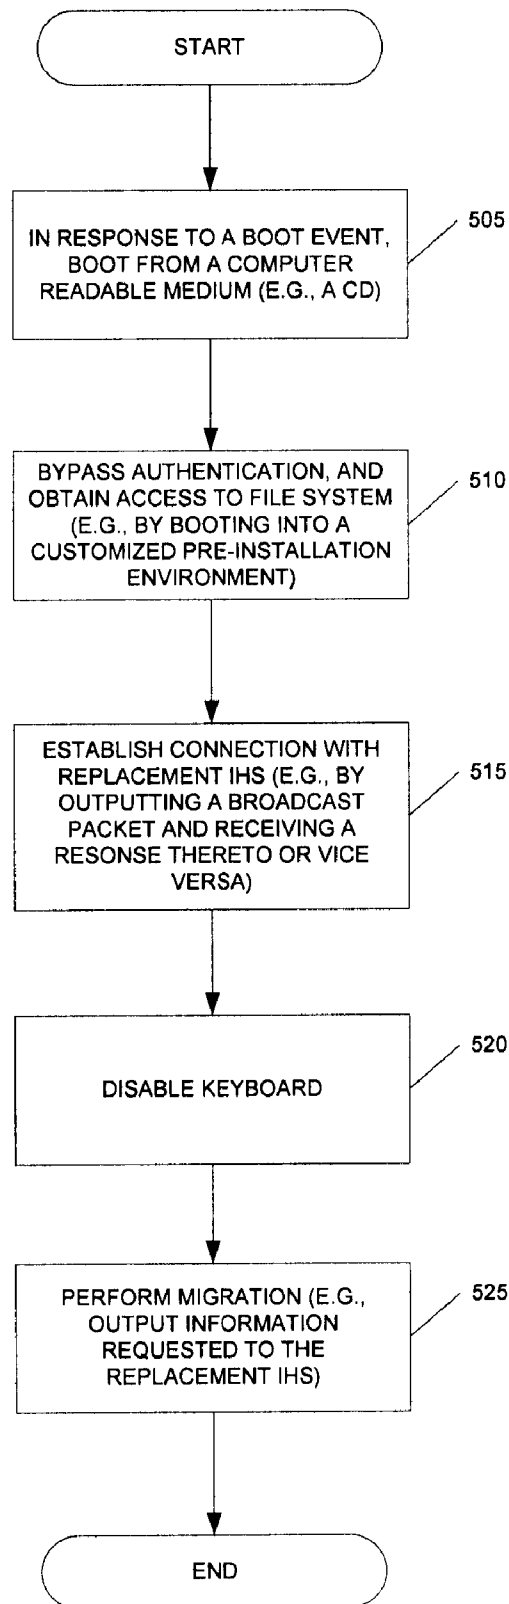 START
IN RESPONSE TO A BOOT EVENT,
BOOT FROM A COMPUTER
READABLE MEDIUM (E.G., A CD)
505
BYPASS AUTHENTICATION, AND
OBTAIN ACCESS TO FILE SYSTEM
(E.G., BY BOOTING INTO A
CUSTOMIZED PRE-INSTALLATION
ENVIRONMENT)
510
ESTABLISH CONNECTION WITH
REPLACEMENT IHS (E.G., BY
OUTPUTTING A BROADCAST
PACKET AND RECEIVING A
RESONSE THERETO OR VICE
VERSA)
515
DISABLE KEYBOARD
520
PERFORM MIGRATION (E.G.,
OUTPUT INFORMATION
REQUESTED TO THE
REPLACEMENT IHS)
525
END